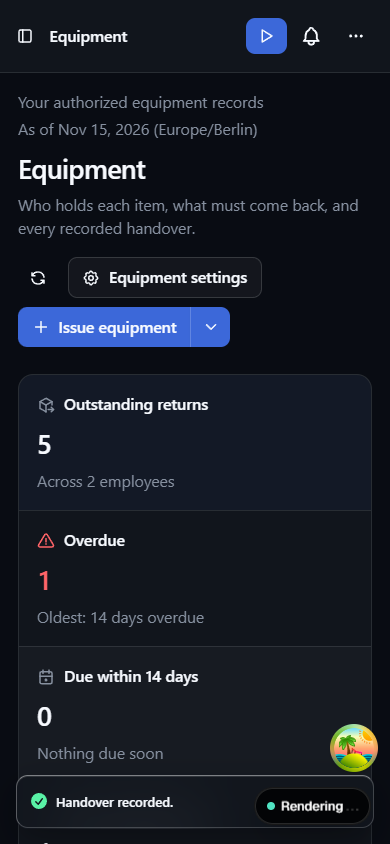 Equipment
Your authorized equipment records
As of Nov 15, 2026 (Europe/Berlin)
Equipment
Who holds each item, what must come back, and
every recorded handover.
Equipment settings
Issue equipment
Outstanding returns
5
Across 2 employees
Overdue
1
Oldest: 14 days overdue
Due within 14 days
0
Nothing due soon
Handover recorded.
Rendering ...